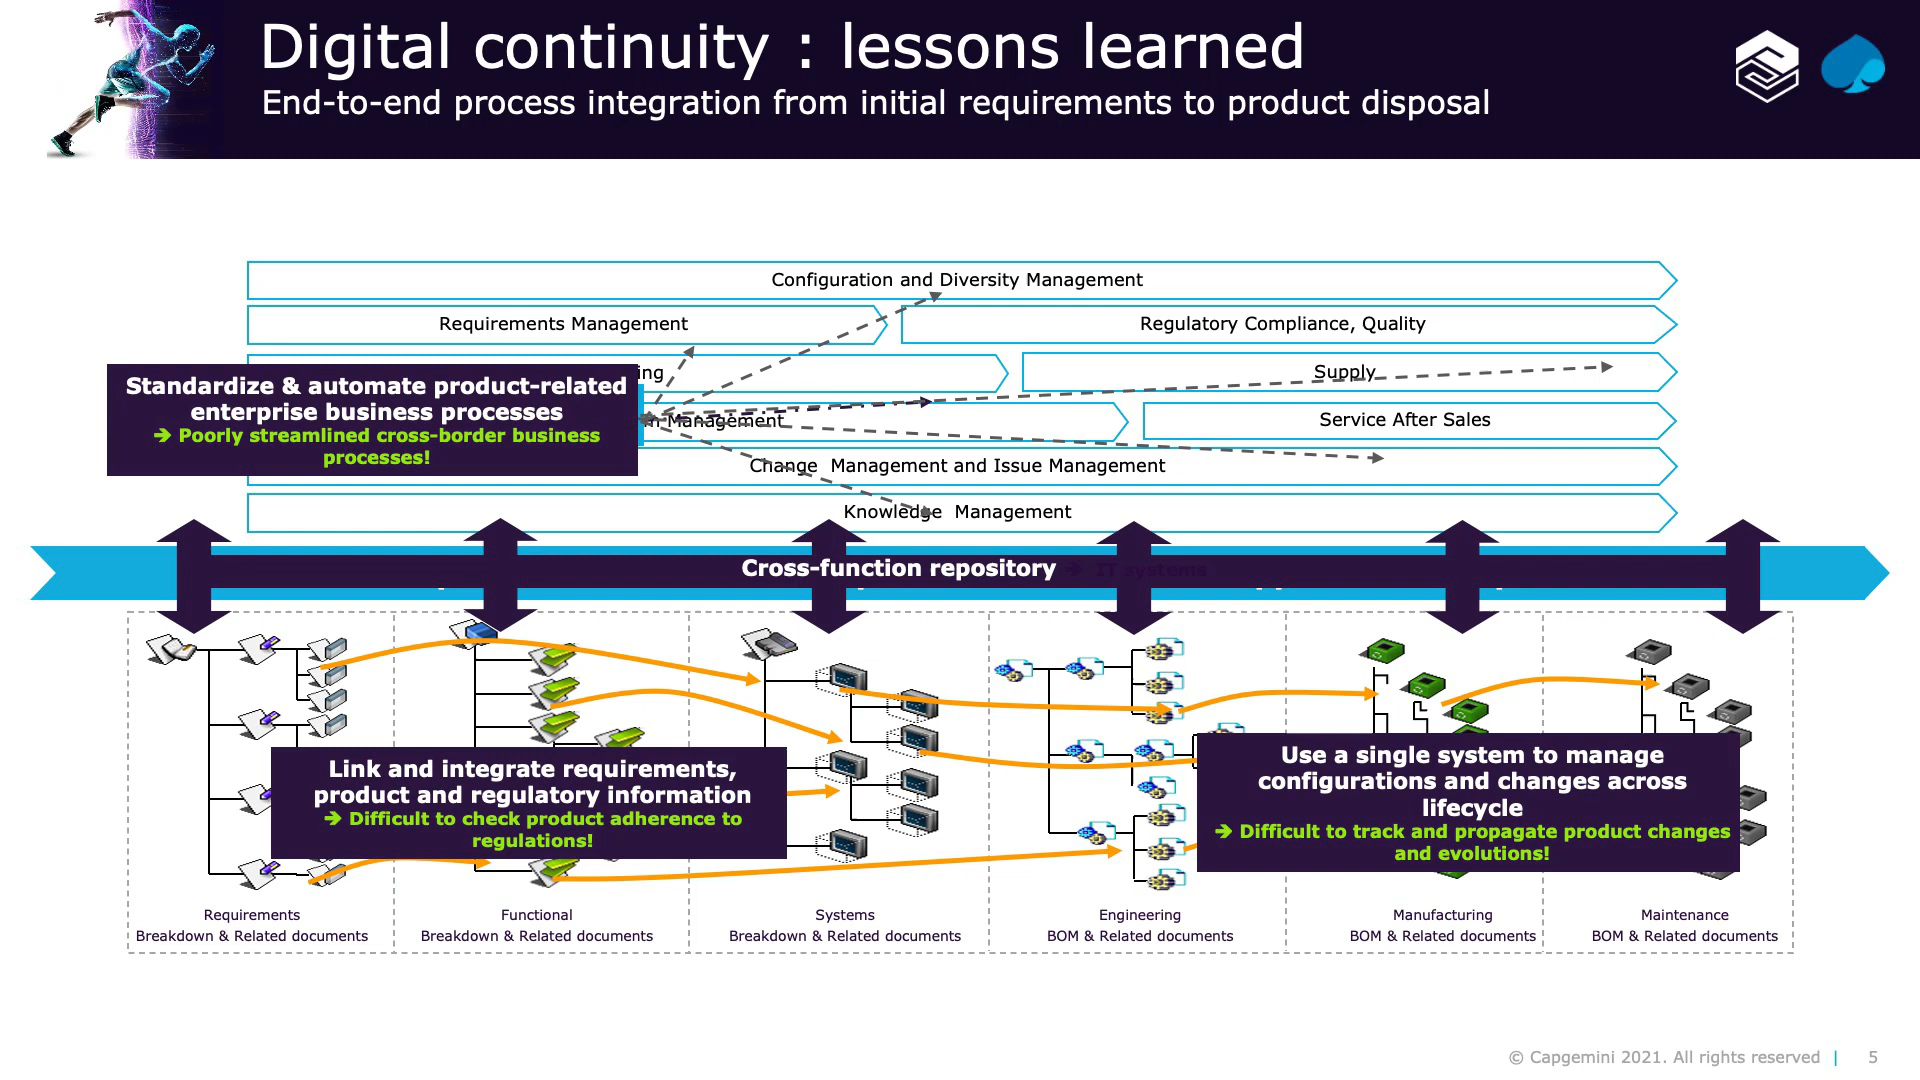 Digital continuity : lessons learned
End-to-end process integration from initial requirements to product disposal
Configuration and Diversity Management
Requirements Management
Regulatory Compliance, Quality
ing
Supply
Standardize & automate product-related
enterprise business processes
➔ Poorly streamlined cross-border business
processes!
n Management
Service After Sales
Change Management and Issue Management
Knowledge Management
Cross-function repository
➔ IT systems
Link and integrate requirements,
product and regulatory information
➔ Difficult to check product adherence to
regulations!
Use a single system to manage
configurations and changes across
lifecycle
➔ Difficult to track and propagate product changes
and evolutions!
Requirements
Breakdown & Related documents
Functional
Breakdown & Related documents
Systems
Breakdown & Related documents
Engineering
BOM & Related documents
Manufacturing
BOM & Related documents
Maintenance
BOM & Related documents
© Capgemini 2021. All rights reserved | 5